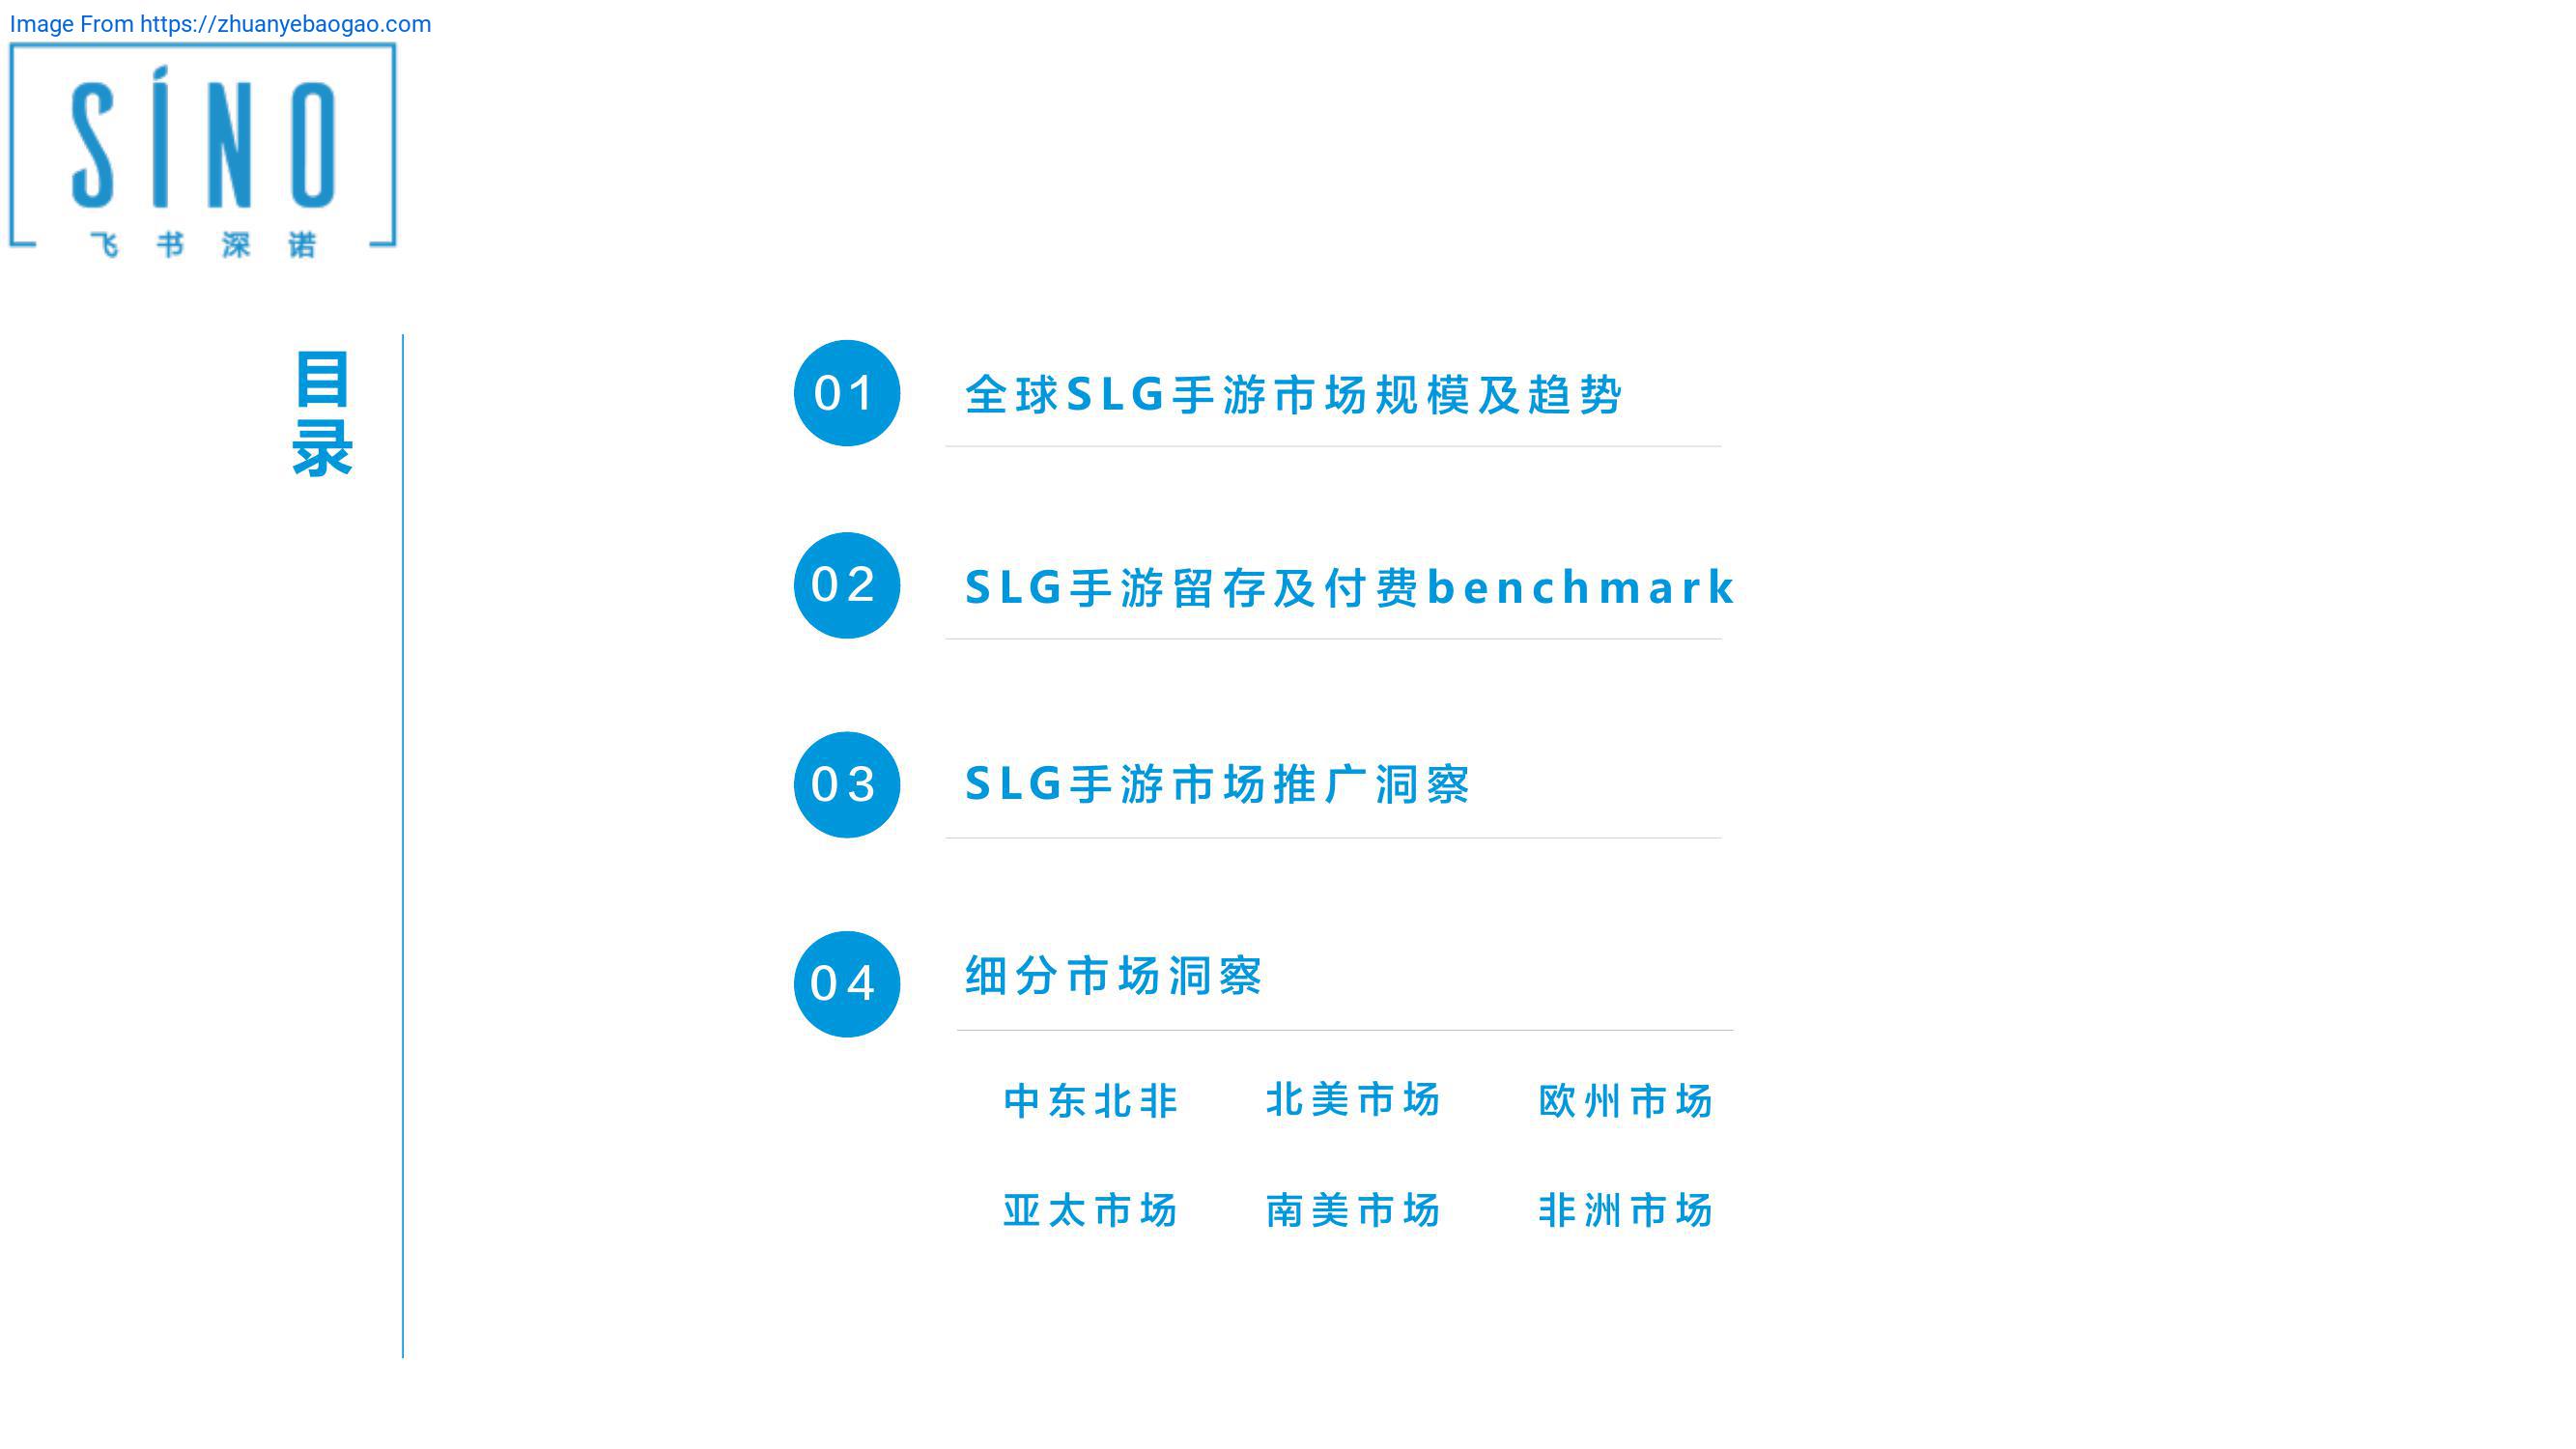 Image From https://zhuanyebaogao.com
SÍNO
飞书深诺
目
录
01
全球SLG手游市场规模及趋势
02
SLG手游留存及付费benchmark
03
SLG手游市场推广洞察
04
细分市场洞察
中东北非 北美市场 欧州市场
亚太市场 南美市场 非洲市场